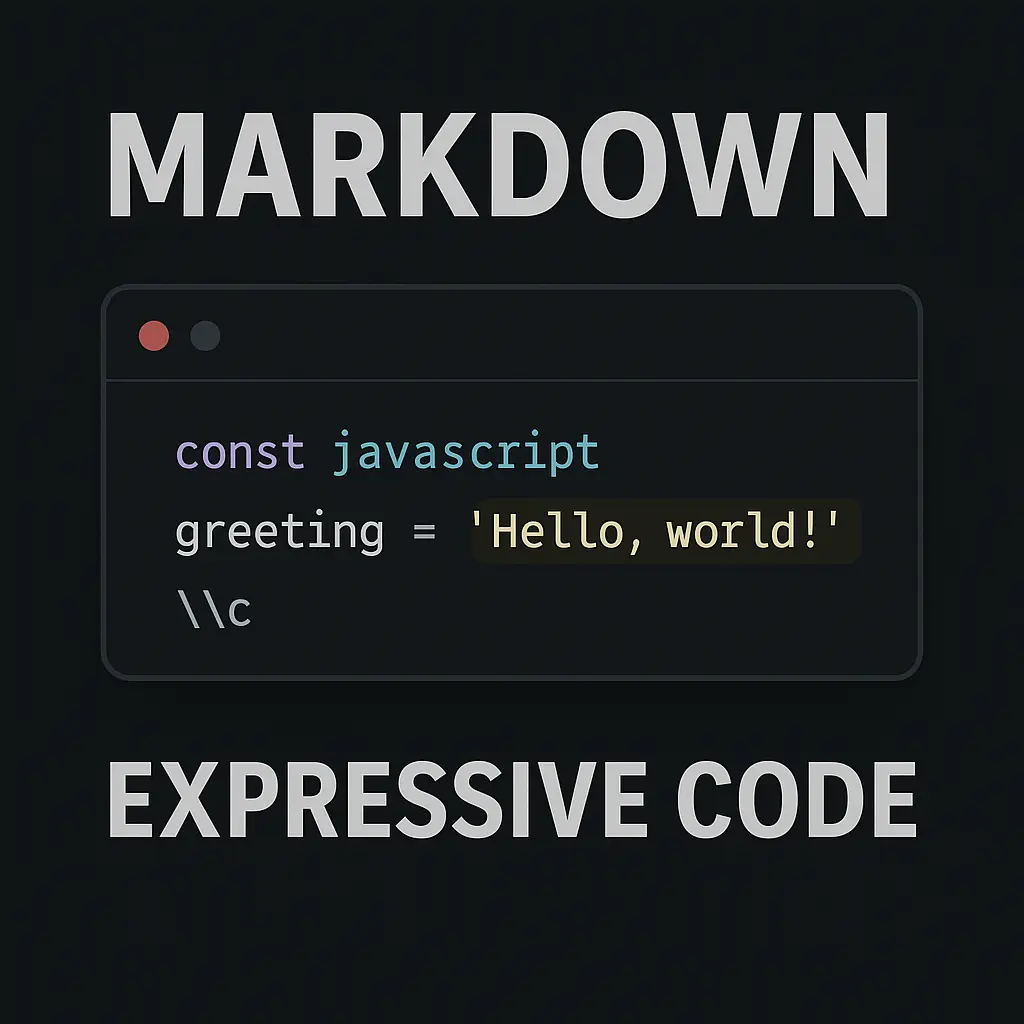 MARKDOWN
const javascript
greeting = 'Hello, world!'
\\c
EXPRESSIVE CODE